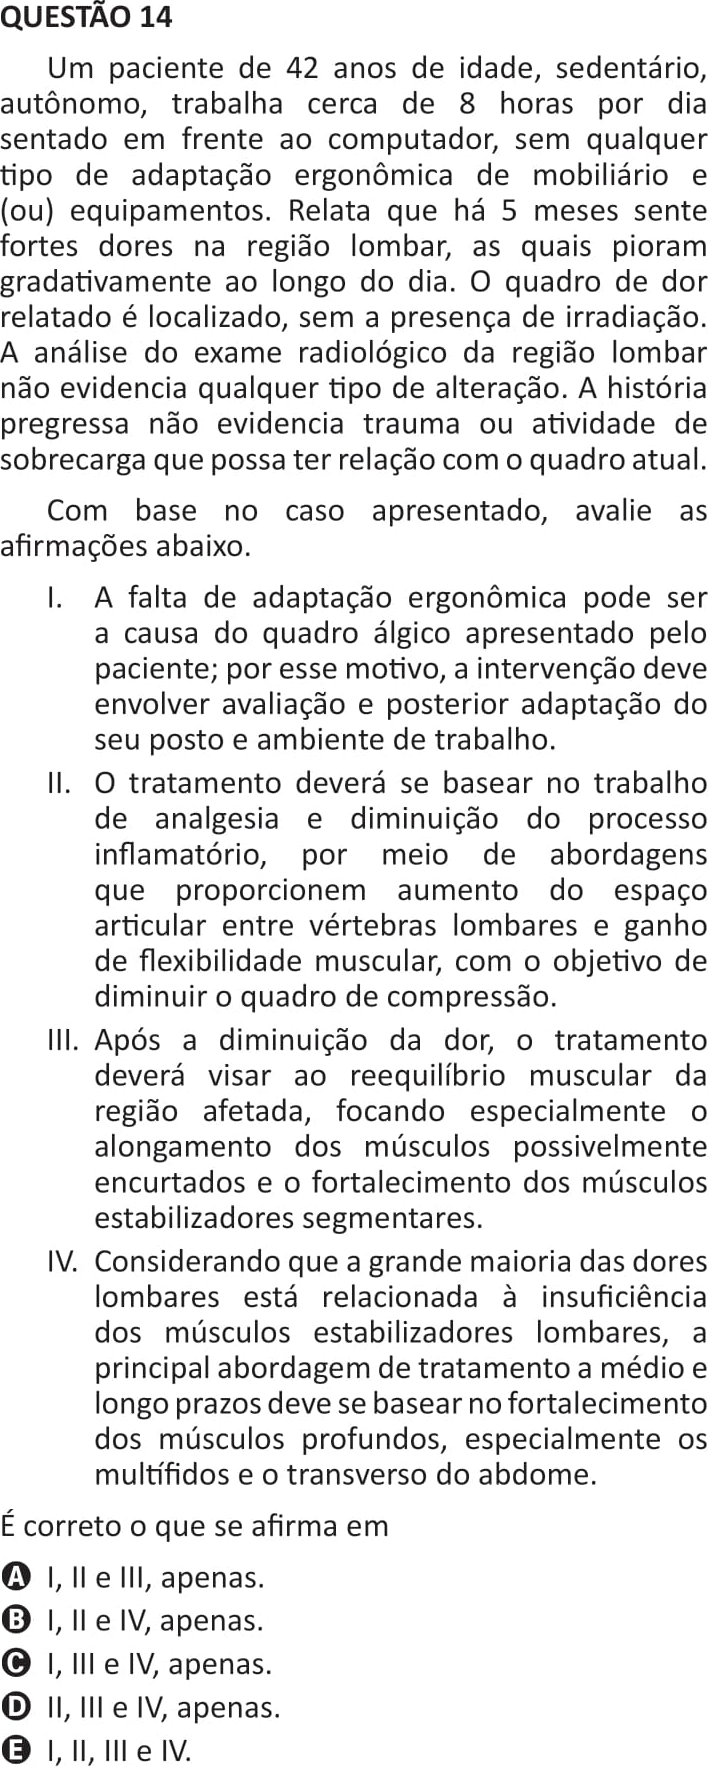 QUESTÃO 14
Um paciente de 42 anos de idade, sedentário,
autônomo, trabalha cerca de 8 horas por dia
sentado em frente ao computador, sem qualquer
tipo de adaptação ergonômica de mobiliário e
(ou) equipamentos. Relata que há 5 meses sente
fortes dores na região lombar, as quais pioram
gradativamente ao longo do dia. O quadro de dor
relatado é localizado, sem a presença de irradiação.
A análise do exame radiológico da região lombar
não evidencia qualquer tipo de alteração. A história
pregressa não evidencia trauma ou atividade de
sobrecarga que possa ter relação com o quadro atual.
Com base no caso apresentado, avalie as
afirmações abaixo.
I. A falta de adaptação ergonômica pode ser
a causa do quadro álgico apresentado pelo
paciente; por esse motivo, a intervenção deve
envolver avaliação e posterior adaptação do
seu posto e ambiente de trabalho.
II. O tratamento deverá se basear no trabalho
de analgesia e diminuição do processo
inflamatório, por meio de abordagens
que proporcionem aumento do espaço
articular entre vértebras lombares e ganho
de flexibilidade muscular, com o objetivo de
diminuir o quadro de compressão.
III. Após a diminuição da dor, o tratamento
deverá visar ao reequilíbrio muscular da
região afetada, focando especialmente o
alongamento dos músculos possivelmente
encurtados e o fortalecimento dos músculos
estabilizadores segmentares.
IV. Considerando que a grande maioria das dores
lombares está relacionada à insuficiência
dos músculos estabilizadores lombares, a
principal abordagem de tratamento a médio e
longo prazos deve se basear no fortalecimento
dos músculos profundos, especialmente os
multífidos e o transverso do abdome.
É correto o que se afirma em
A I, II e III, apenas.
B I, II e IV, apenas.
C I, III e IV, apenas.
D II, III e IV, apenas.
E I, II, III e IV.